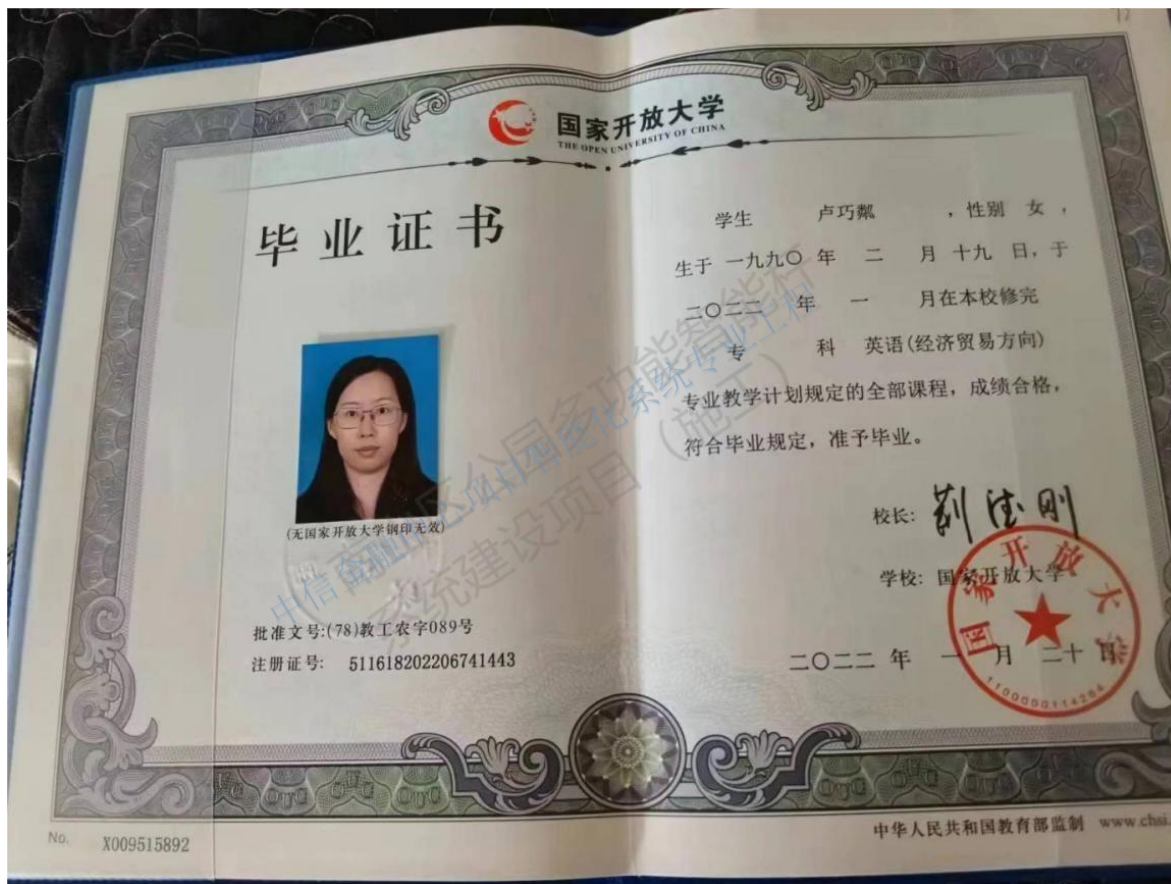 国家开放大学
THE OPEN UNIVERSITY OF CHINA
毕业证书
(无国家开放大学钢印无效)
批准文号:(78)教工农字089号
注册证号: 511618202206741443
学生 卢巧粼 ,性别 女 ,
生于 一九九〇 年 二 月 十九 日,于
二〇二二 年 一 月在本校修完
专 科 英语(经济贸易方向)
专业教学计划规定的全部课程,成绩合格,
符合毕业规定,准予毕业。
校长:
学校: 国家开放大学
二〇二二 年 一 月 二十 日
国家开放大学
1100000114284
No. X009515892
中华人民共和国教育部监制 www.chsi.